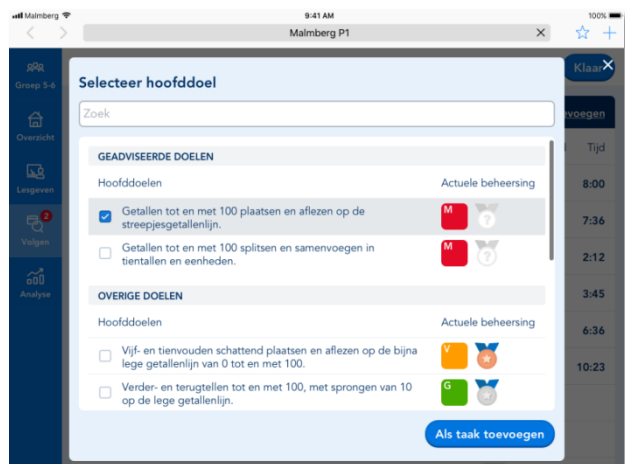 Malmberg 9:41 AM 100%
Malmberg P1
Groep 5-6
Klaar
Selecteer hoofddoel
Zoek
Overzicht
Tijd
GEADVISEERDE DOELEN
Hoofddoelen Actuele beheersing
8:00
Lesgeven
Getallen tot en met 100 plaatsen en aflezen op de
streepjesgetallenlijn.
M ?
7:36
2
Volgen
Getallen tot en met 100 splitsen en samenvoegen in
tientallen en eenheden.
M ?
2:12
Analyse
OVERIGE DOELEN
3:45
Hoofddoelen Actuele beheersing
6:36
Vijf- en tienvouden schattend plaatsen en aflezen op de bijna
lege getallenlijn van 0 tot en met 100.
V
10:23
Verder- en terugtellen tot en met 100, met sprongen van 10
op de lege getallenlijn.
G
Als taak toevoegen